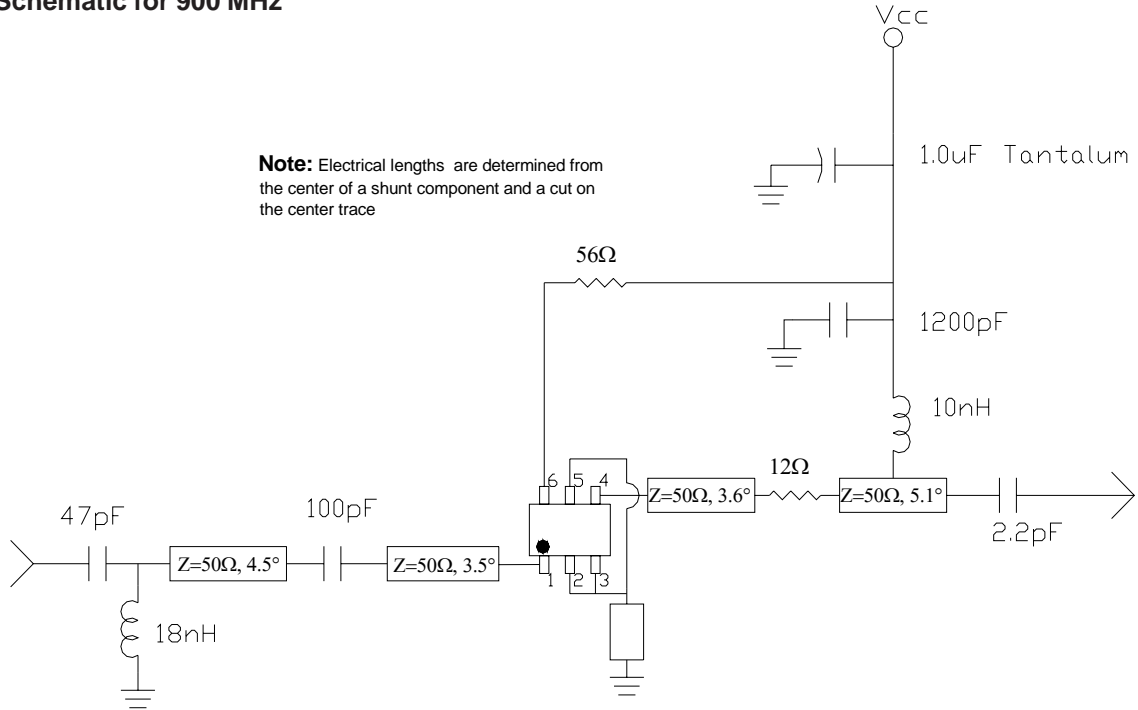 Schematic for 900 MHz
Vcc
1.0uF Tantalum
Note: Electrical lengths are determined from
the center of a shunt component and a cut on
the center trace
56Ω
1200pF
10nH
6 5 4
Z=50Ω, 3.6°
12Ω
Z=50Ω, 5.1°
2.2pF
47pF
100pF
Z=50Ω, 4.5°
Z=50Ω, 3.5°
1 2 3
18nH